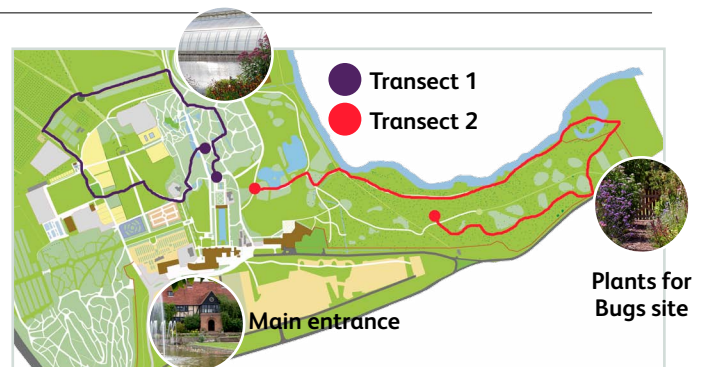 Transect 1
Transect 2
Plants for
Bugs site
Main entrance